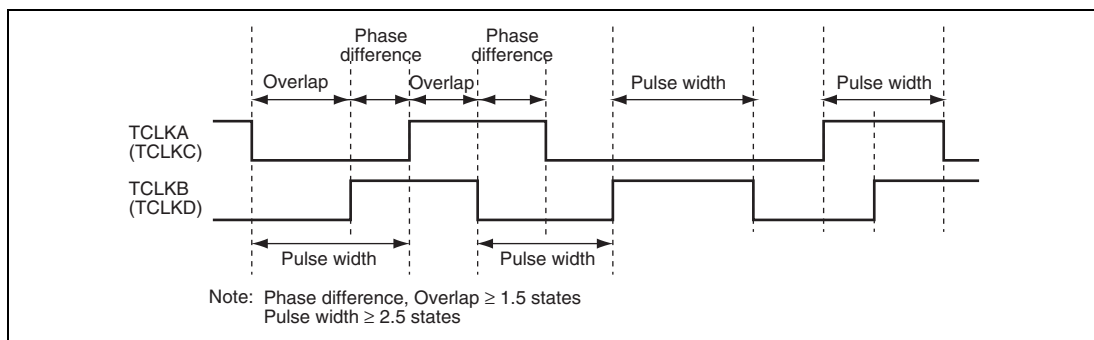 Phase
difference
Phase
difference
Overlap
Overlap
Pulse width
Pulse width
TCLKA
(TCLKC)
TCLKB
(TCLKD)
Pulse width
Pulse width
Note: Phase difference, Overlap ≥ 1.5 states
Pulse width ≥ 2.5 states